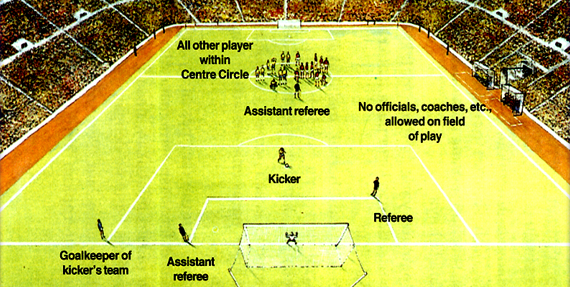 All other player
within
Centre Circle
Assistant referee
No officials, coaches, etc.,
allowed on field
of play
Kicker
Referee
Goalkeeper of
kicker's team
Assistant
referee